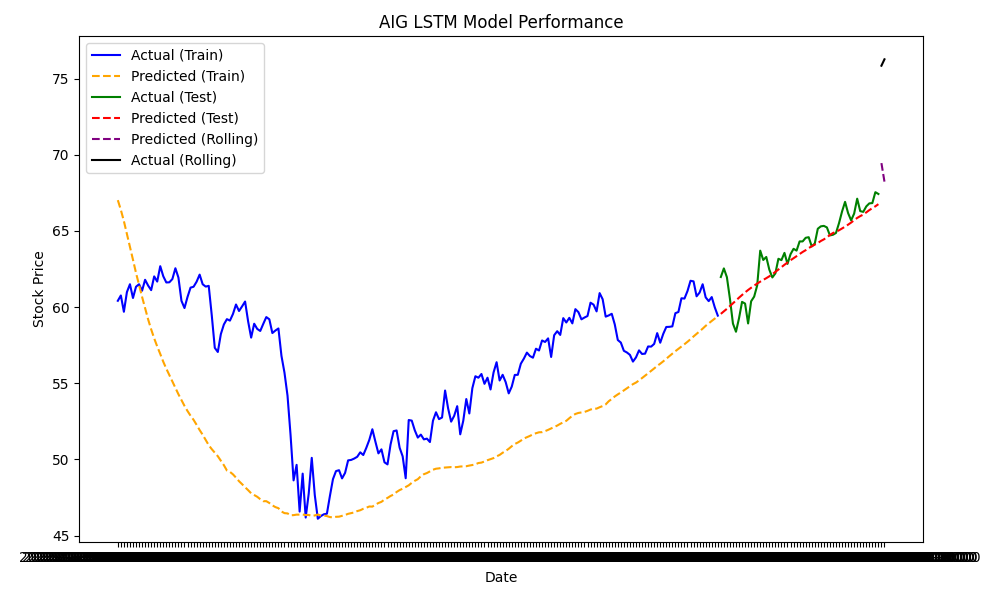 AIG LSTM Model Performance
Actual (Train)
Predicted (Train)
Actual (Test)
Predicted (Test)
Predicted (Rolling)
Actual (Rolling)
75
70
65
60
55
50
45
Stock Price
Date